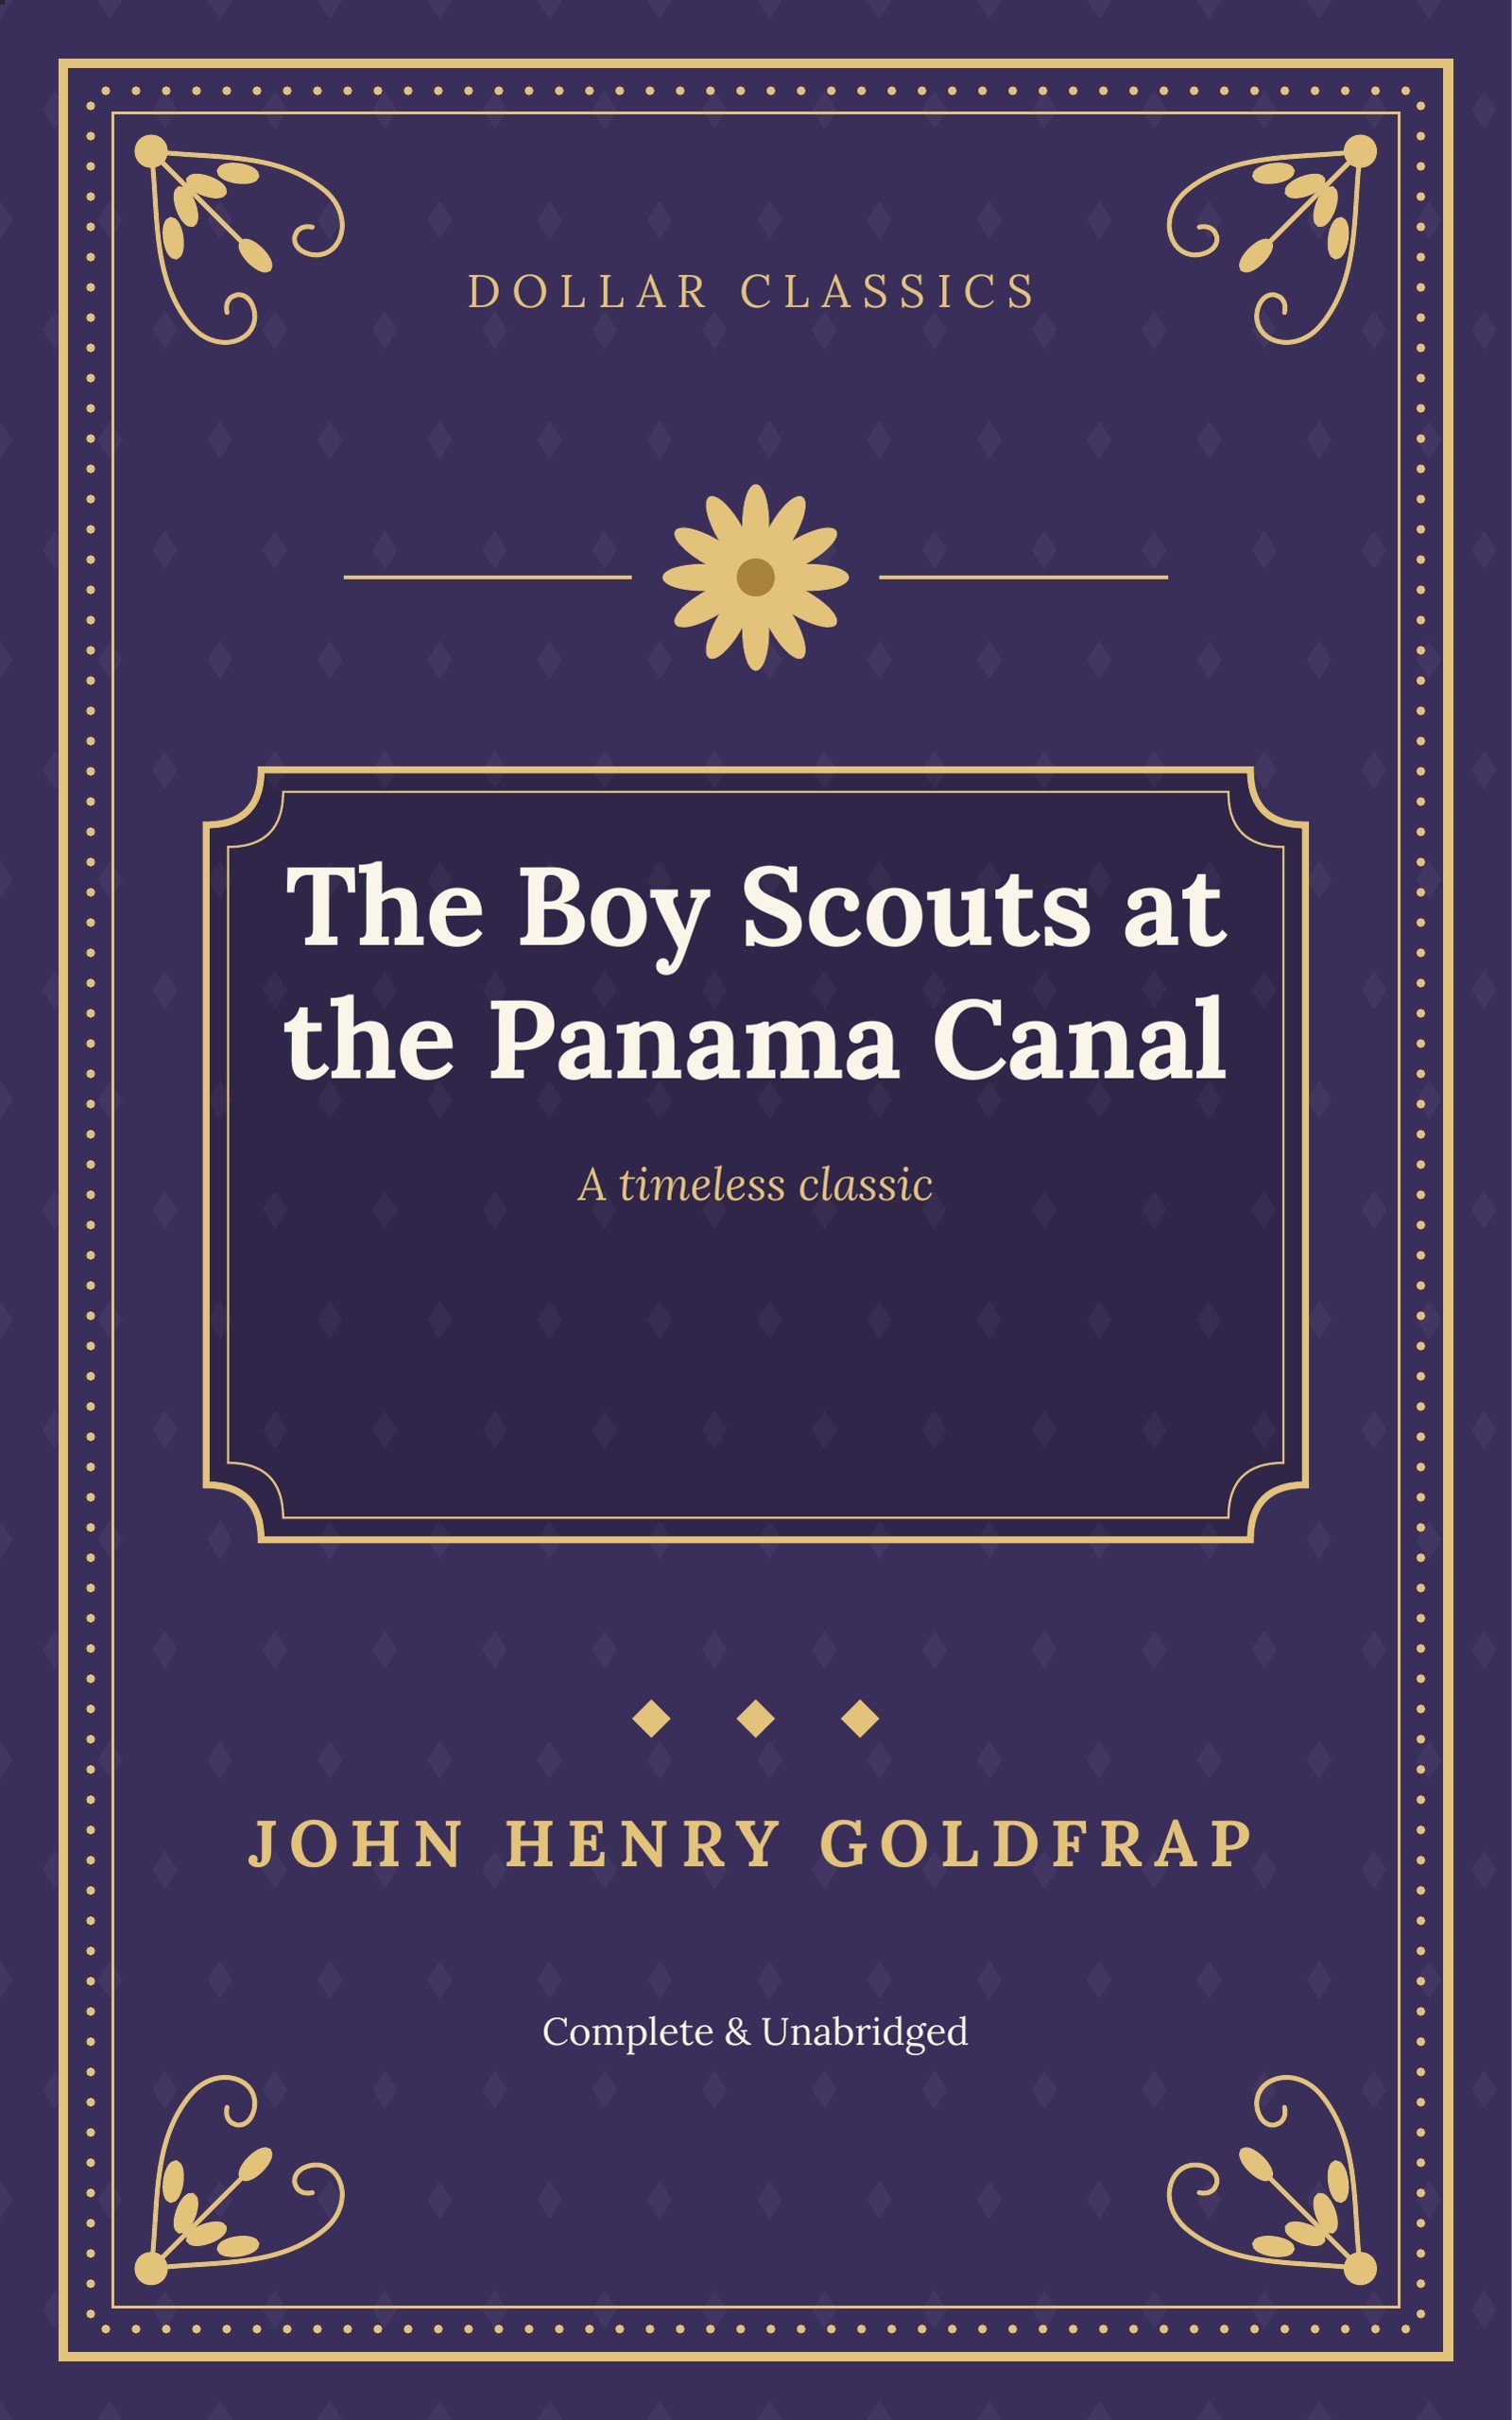 DOLLAR CLASSICS
The Boy Scouts at
the Panama Canal
A timeless classic
JOHN HENRY GOLDFRAP
Complete & Unabridged